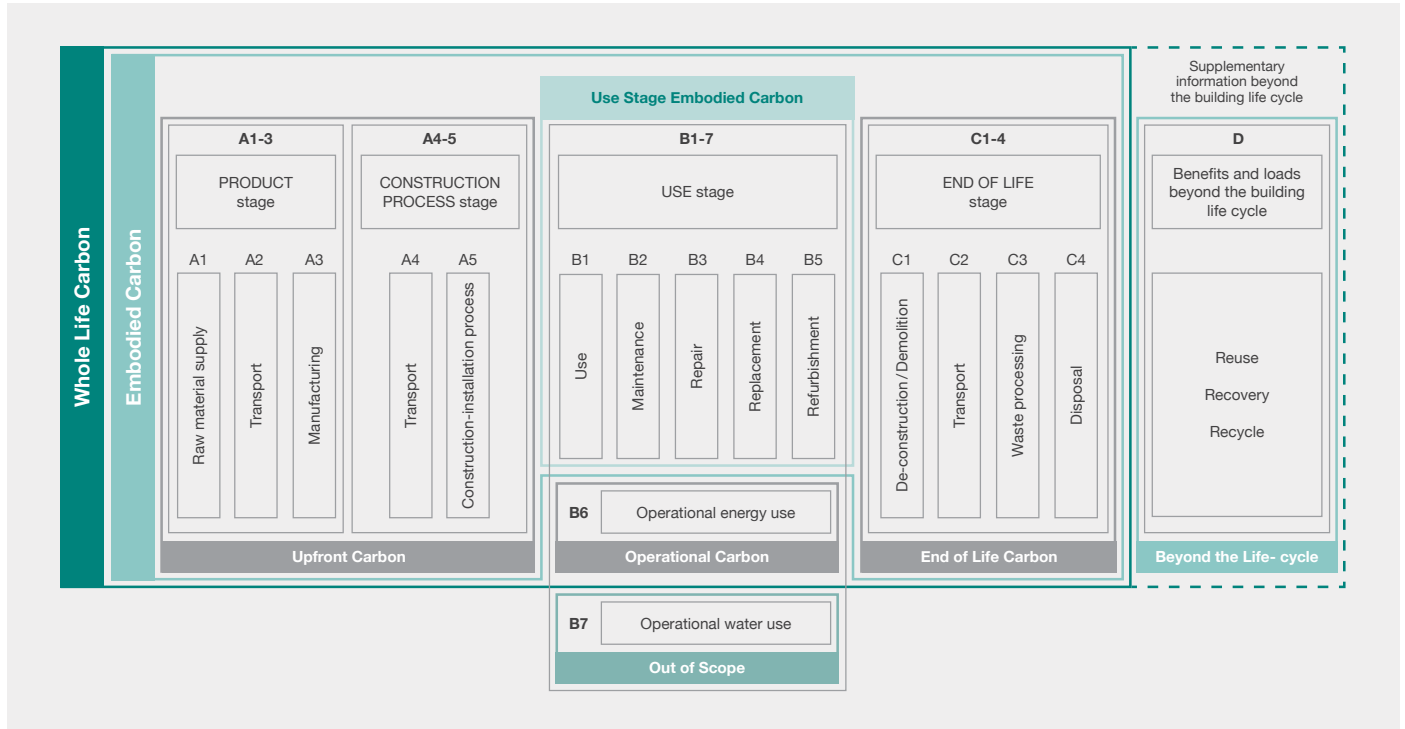 Whole Life Carbon
Embodied Carbon
Supplementary
information beyond
the building life cycle
Use Stage Embodied Carbon
A1-3
PRODUCT
stage
A1
Raw material supply
A2
Transport
A3
Manufacturing
A4-5
CONSTRUCTION
PROCESS stage
A4
Transport
A5
Construction-installation process
Upfront Carbon
B1-7
USE stage
B1
Use
B2
Maintenance
B3
Repair
B4
Replacement
B5
Refurbishment
B6
Operational energy use
Operational Carbon
B7
Operational water use
Out of Scope
C1-4
END OF LIFE
stage
C1
De-construction / Demolition
C2
Transport
C3
Waste processing
C4
Disposal
End of Life Carbon
D
Benefits and loads
beyond the building
life cycle
Reuse
Recovery
Recycle
Beyond the Life- cycle